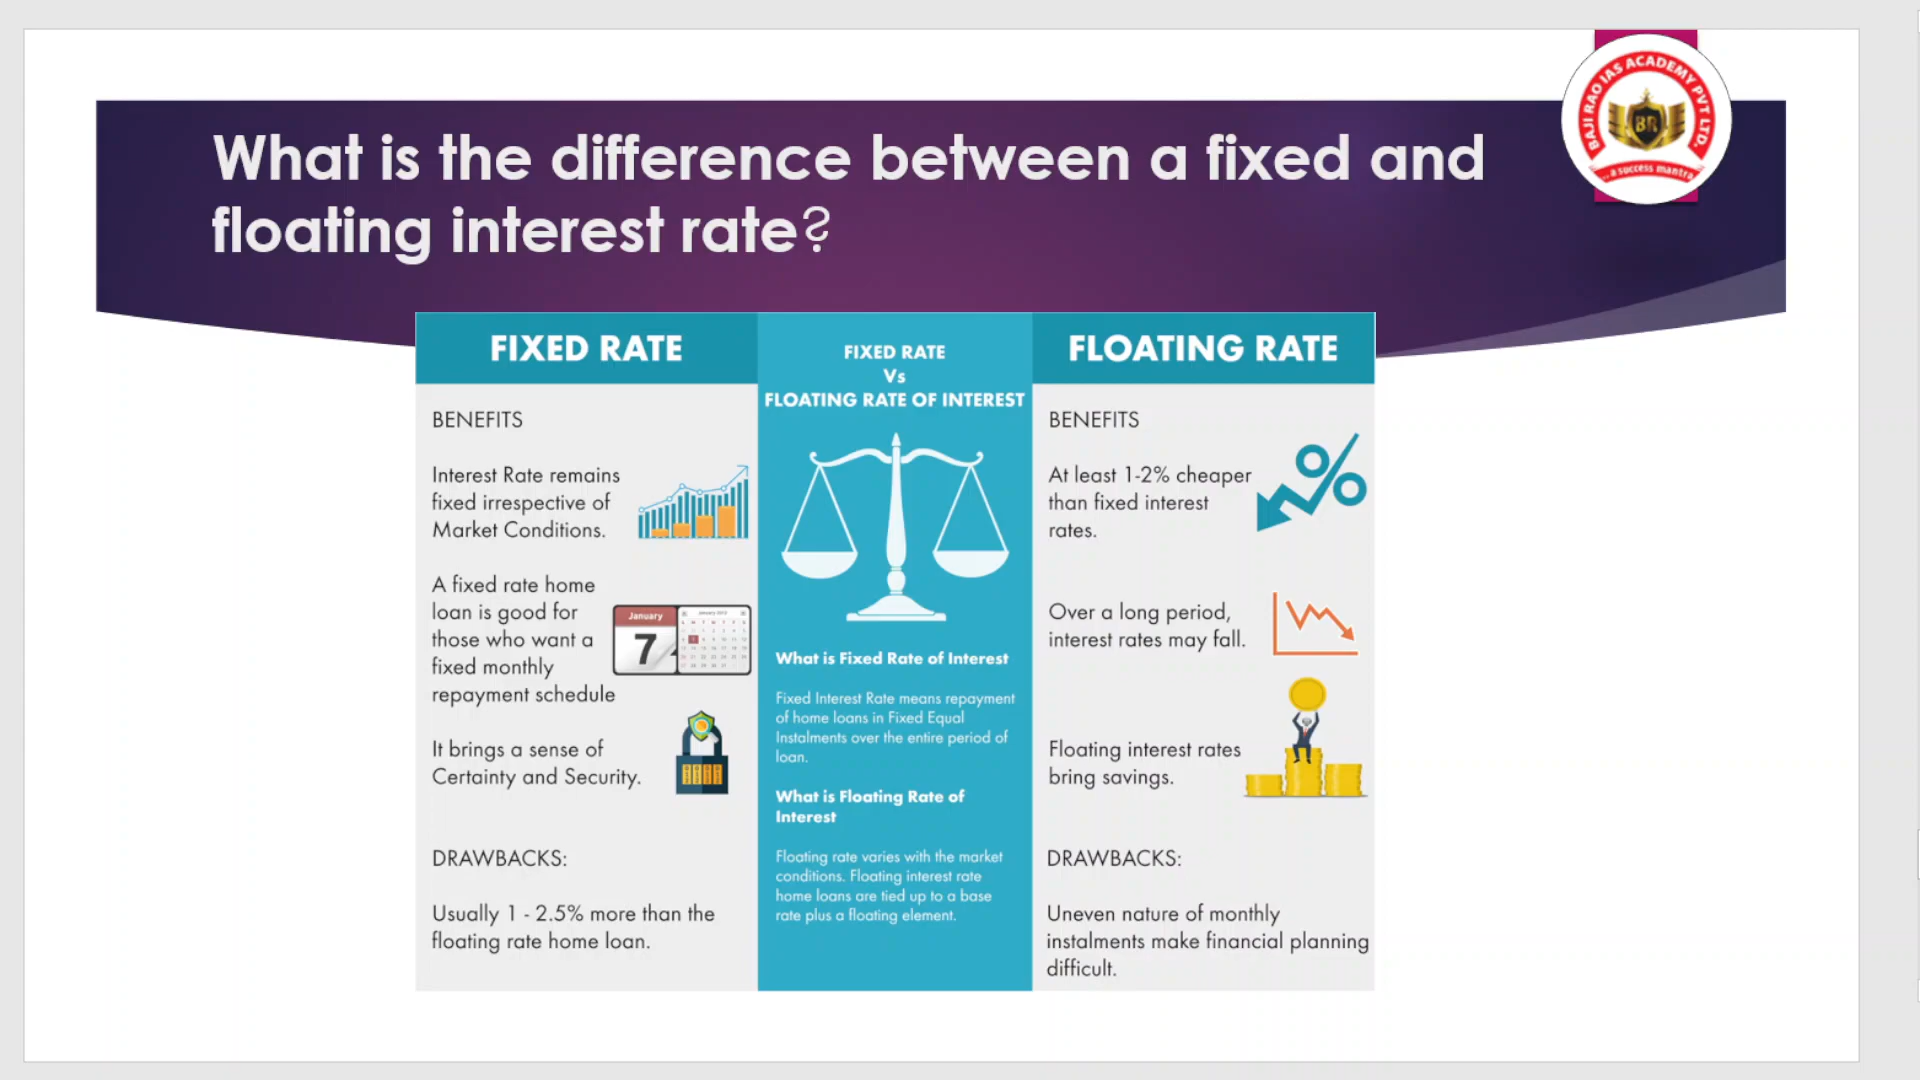 What is the difference between a fixed and
floating interest rate?
BAJI RAO IAS ACADEMY PVT LTD.
BR
...a success mantra
FIXED RATE
BENEFITS
Interest Rate remains
fixed irrespective of
Market Conditions.
A fixed rate home
loan is good for
those who want a
fixed monthly
repayment schedule
January
7
It brings a sense of
Certainty and Security.
DRAWBACKS:
Usually 1 - 2.5% more than the
floating rate home loan.
FIXED RATE
Vs
FLOATING RATE OF INTEREST
What is Fixed Rate of Interest
Fixed Interest Rate means repayment
of home loans in Fixed Equal
Instalments over the entire period of
loan.
What is Floating Rate of
Interest
Floating rate varies with the market
conditions. Floating interest rate
home loans are tied up to a base
rate plus a floating element.
FLOATING RATE
BENEFITS
At least 1-2% cheaper
than fixed interest
rates.
%
Over a long period,
interest rates may fall.
Floating interest rates
bring savings.
DRAWBACKS:
Uneven nature of monthly
instalments make financial planning
difficult.